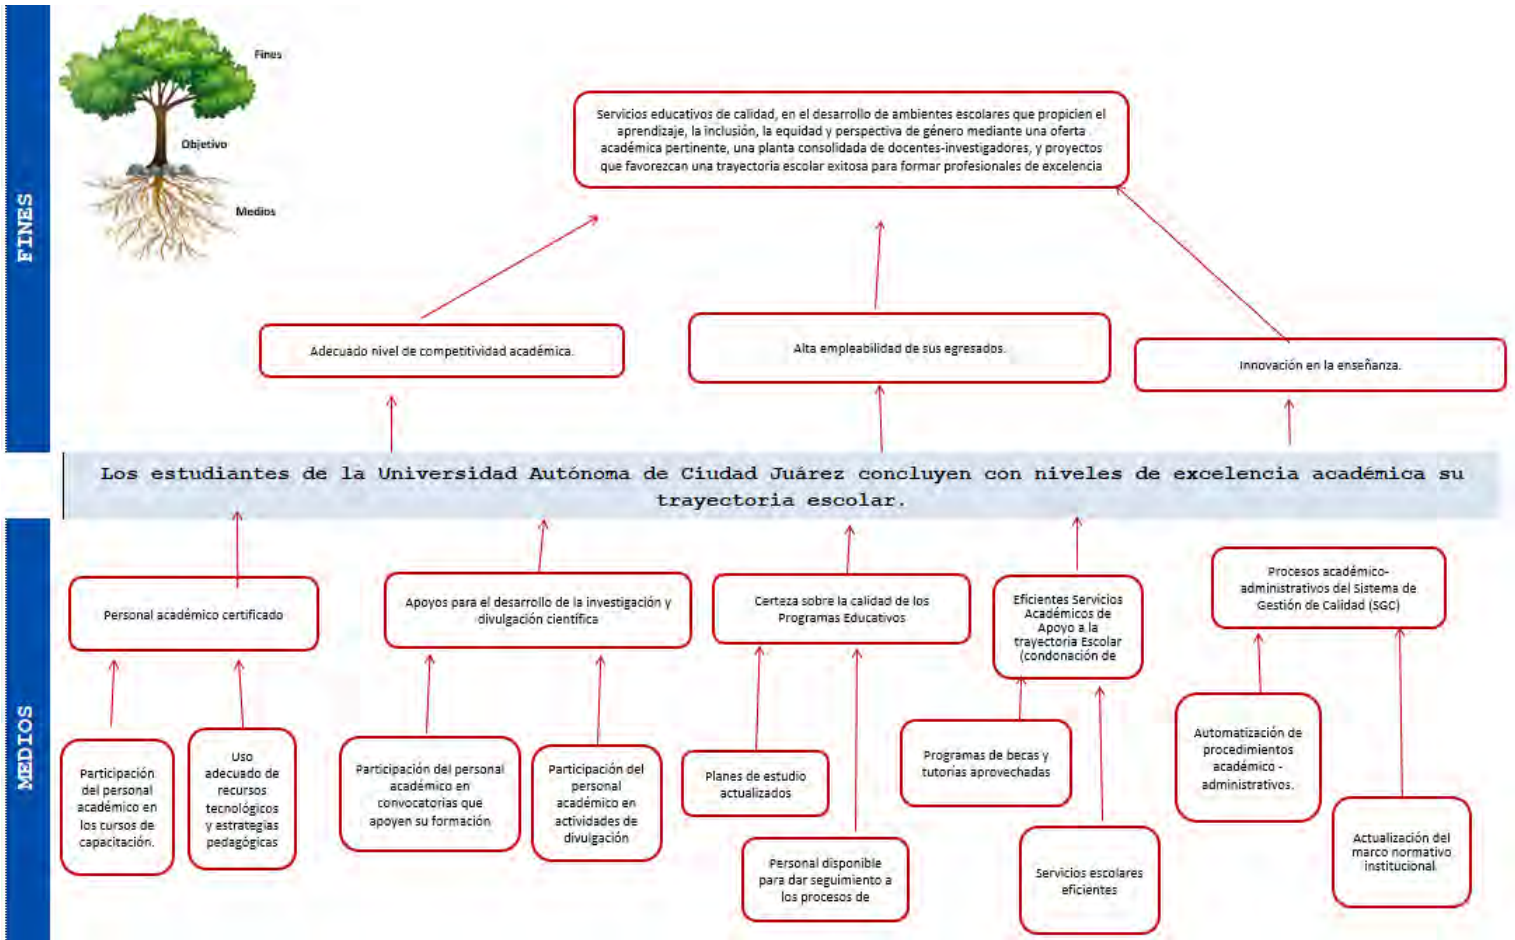 FINES
Fines
Objetivo
Medios
Servicios educativos de calidad, en el desarrollo de ambientes escolares que propicien el
aprendizaje, la inclusión, la equidad y perspectiva de género mediante una oferta
académica pertinente, una planta consolidada de docentes-investigadores, y proyectos
que favorezcan una trayectoria escolar exitosa para formar profesionales de excelencia
Adecuado nivel de competitividad académica.
Alta empleabilidad de sus egresados.
Innovación en la enseñanza.
Los estudiantes de la Universidad Autónoma de Ciudad Juárez concluyen con niveles de excelencia académica su
trayectoria escolar.
MEDIOS
Personal académico certificado
Apoyos para el desarrollo de la investigación y
divulgación científica
Certeza sobre la calidad de los
Programas Educativos
Eficientes Servicios
Académicos de
Apoyo a la
trayectoria Escolar
(condonación de
Procesos académico-
administrativos del Sistema de
Gestión de Calidad (SGC)
Participación
del personal
académico en
los cursos de
capacitación.
Uso
adecuado de
recursos
tecnológicos
y estrategias
pedagógicas
Participación del personal
académico en
convocatorias que
apoyen su formación
Participación del
personal
académico en
actividades de
divulgación
Planes de estudio
actualizados
Personal disponible
para dar seguimiento a
los procesos de
Programas de becas y
tutorías aprovechadas
Servicios escolares
eficientes
Automatización de
procedimientos
académico -
administrativos.
Actualización del
marco normativo
institucional